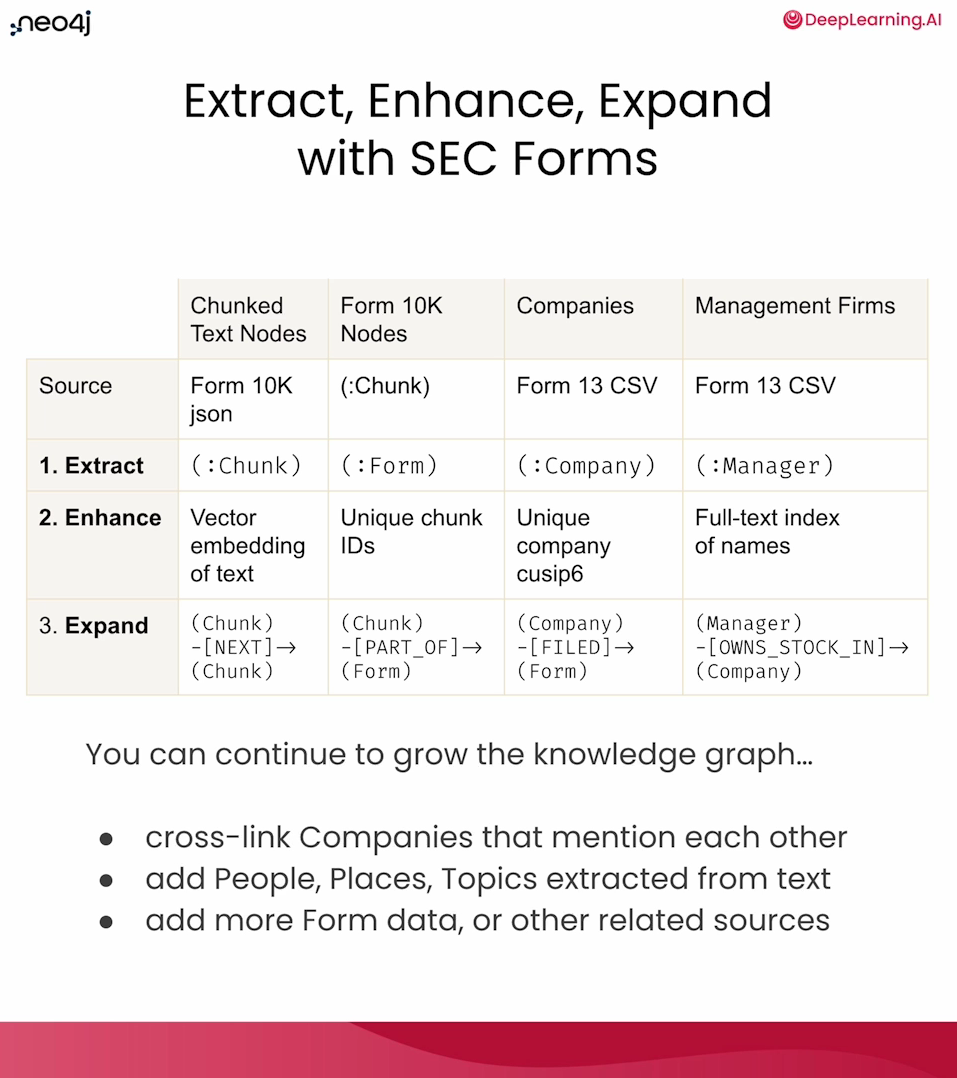 neo4j
DeepLearning.AI
Extract, Enhance, Expand
with SEC Forms
Chunked
Text Nodes
Form 10K
Nodes
Companies
Management Firms
Source
Form 10K
json
(:Chunk)
Form 13 CSV
Form 13 CSV
1. Extract
(:Chunk)
(:Form)
(:Company)
(:Manager)
2. Enhance
Vector
embedding
of text
Unique chunk
IDs
Unique
company
cusip6
Full-text index
of names
3. Expand
(Chunk)
-[NEXT]→
(Chunk)
(Chunk)
-[PART_OF]→
(Form)
(Company)
-[FILED]→
(Form)
(Manager)
-[OWNS_STOCK_IN]→
(Company)
You can continue to grow the knowledge graph...
● cross-link Companies that mention each other
● add People, Places, Topics extracted from text
● add more Form data, or other related sources